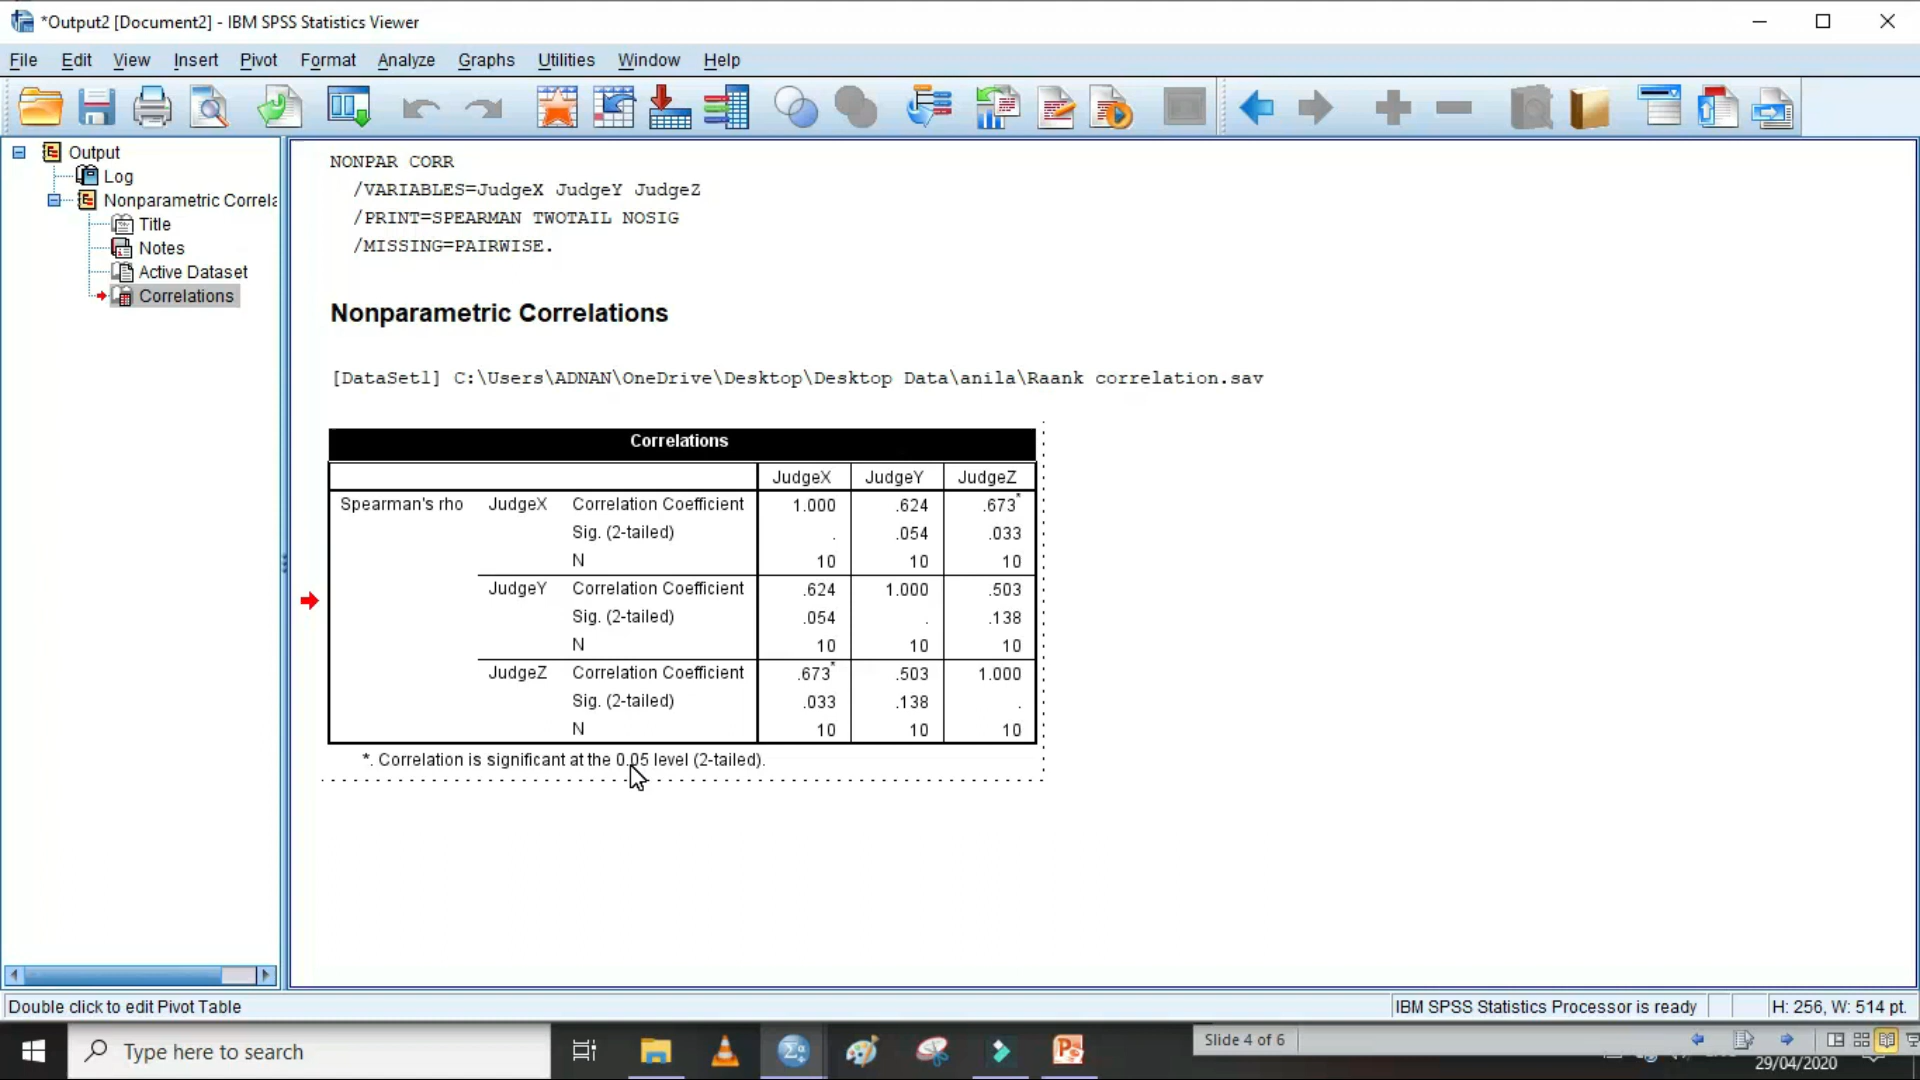 *Output2 [Document2] - IBM SPSS Statistics Viewer
File Edit View Insert Pivot Format Analyze Graphs Utilities Window Help
Output
Log
Nonparametric Correla
Title
Notes
Active Dataset
Correlations
NONPAR CORR
/VARIABLES=JudgeX JudgeY JudgeZ
/PRINT=SPEARMAN TWOTAIL NOSIG
/MISSING=PAIRWISE.
Nonparametric Correlations
[DataSet1] C:\Users\ADNAN\OneDrive\Desktop\Desktop Data\anila\Raank correlation.sav
Correlations
JudgeX JudgeY JudgeZ
Spearman's rho JudgeX Correlation Coefficient 1.000 .624 .673*
Sig. (2-tailed) . .054 .033
N 10 10 10
JudgeY Correlation Coefficient .624 1.000 .503
Sig. (2-tailed) .054 . .138
N 10 10 10
JudgeZ Correlation Coefficient .673* .503 1.000
Sig. (2-tailed) .033 .138 .
N 10 10 10
*. Correlation is significant at the 0.05 level (2-tailed).
Double click to edit Pivot Table IBM SPSS Statistics Processor is ready H: 256, W: 514 pt.
Type here to search
Slide 4 of 6
29/04/2020